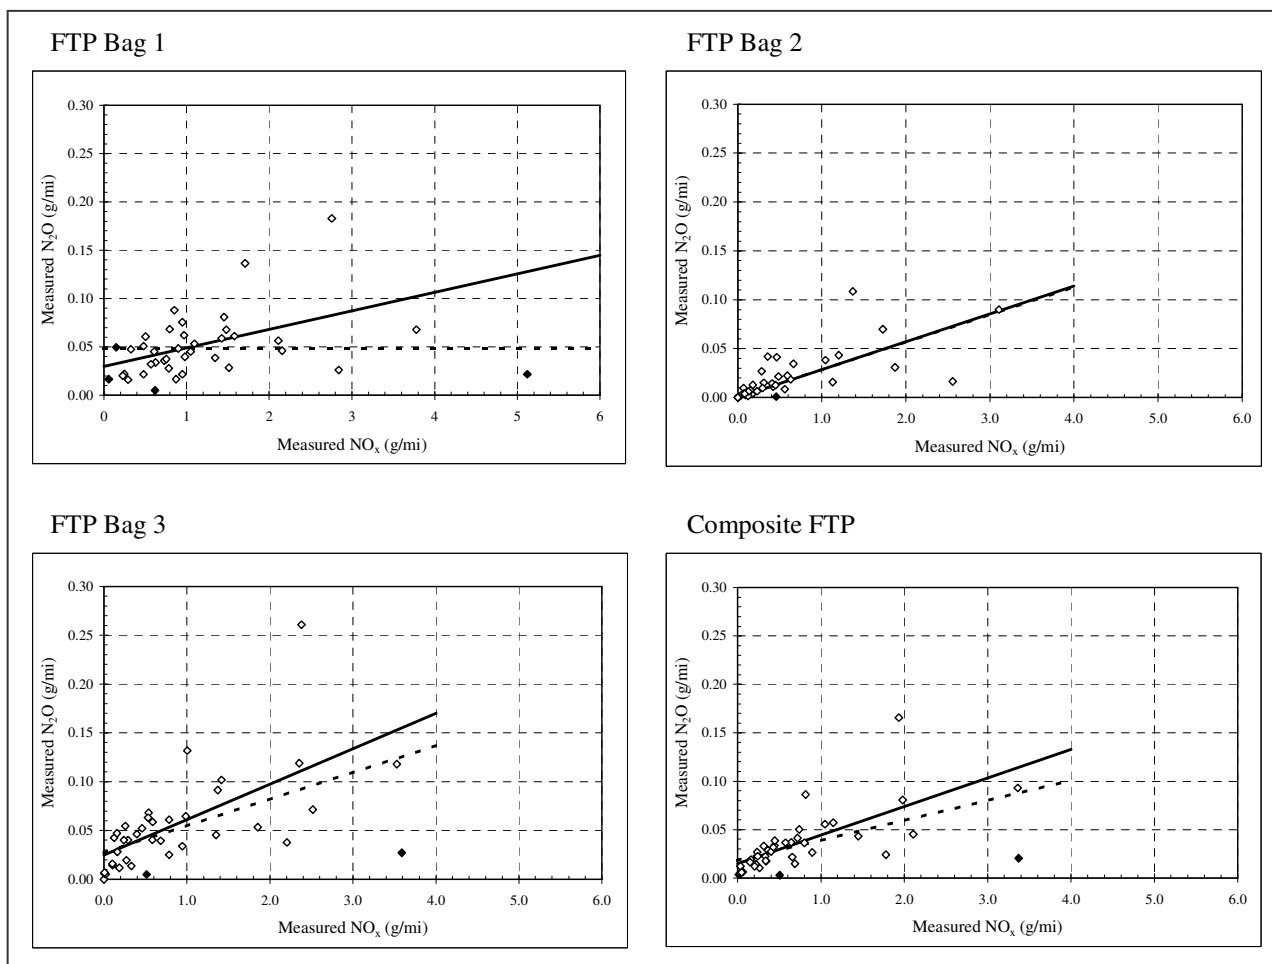 FTP Bag 1
0.30
0.25
0.20
0.15
0.10
0.05
0.00
0 1 2 3 4 5 6
Measured N₂O (g/mi)
Measured NOₓ (g/mi)
FTP Bag 2
0.30
0.25
0.20
0.15
0.10
0.05
0.00
0.0 1.0 2.0 3.0 4.0 5.0 6.0
Measured N₂O (g/mi)
Measured NOₓ (g/mi)
FTP Bag 3
0.30
0.25
0.20
0.15
0.10
0.05
0.00
0.0 1.0 2.0 3.0 4.0 5.0 6.0
Measured N₂O (g/mi)
Measured NOₓ (g/mi)
Composite FTP
0.30
0.25
0.20
0.15
0.10
0.05
0.00
0.0 1.0 2.0 3.0 4.0 5.0 6.0
Measured N₂O (g/mi)
Measured NOₓ (g/mi)